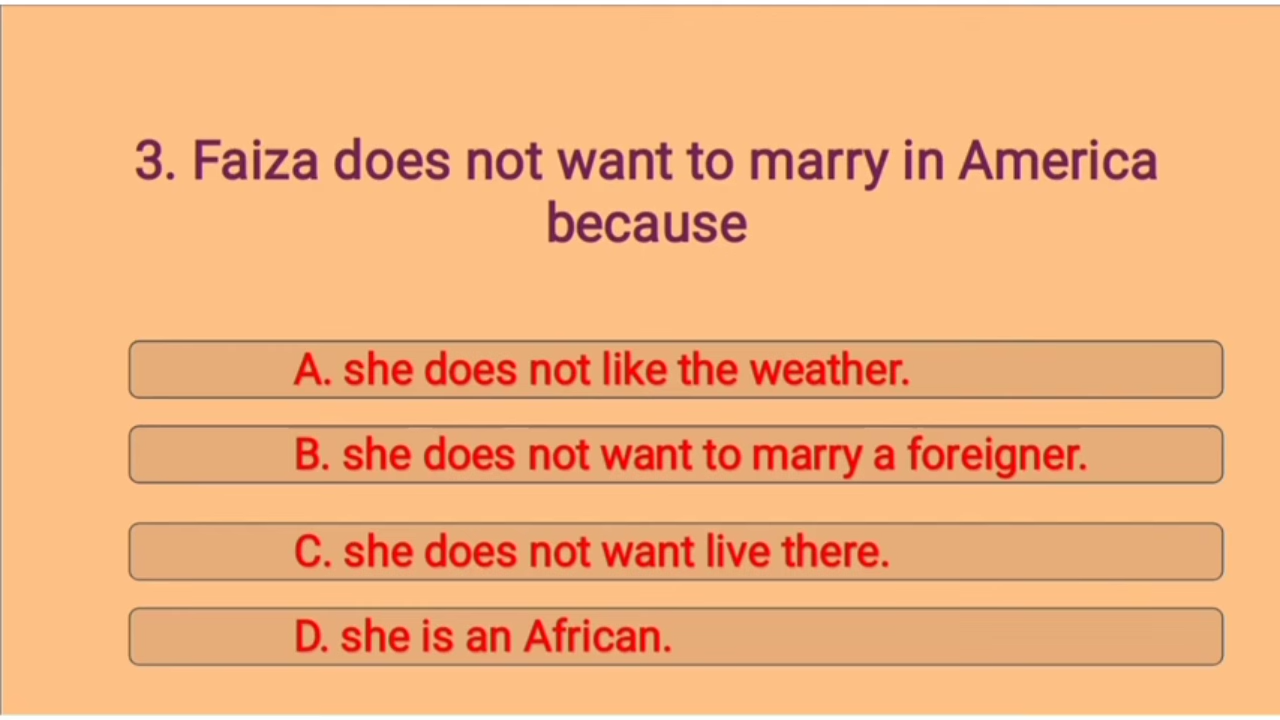 3. Faiza does not want to marry in America
because
A. she does not like the weather.
B. she does not want to marry a foreigner.
C. she does not want live there.
D. she is an African.